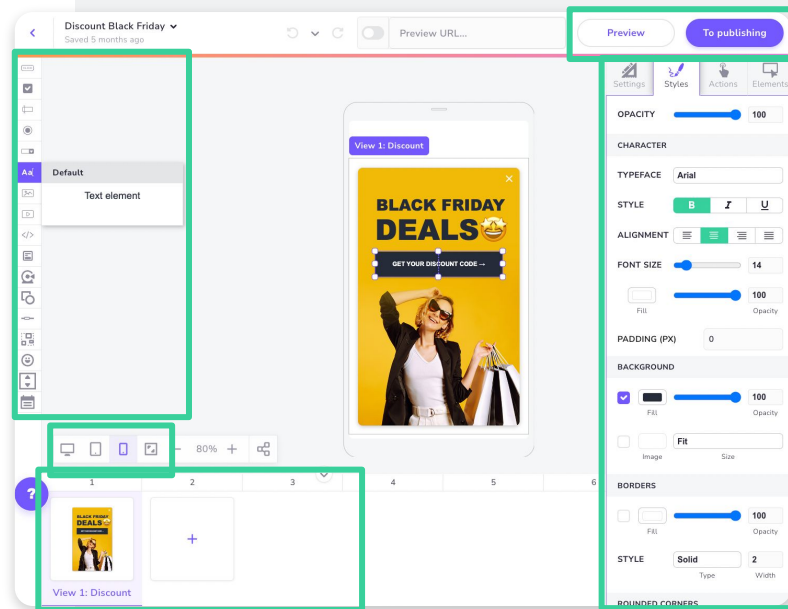 Discount Black Friday
Saved 5 months ago
Preview URL...
Preview
To publishing
Settings
Styles
Actions
Elements
Aa
Default
Text element
</>
View 1: Discount
×
BLACK FRIDAY
DEALS
GET YOUR DISCOUNT CODE →
OPACITY
100
CHARACTER
TYPEFACE
Arial
STYLE
B
I
U
ALIGNMENT
FONT SIZE
14
100
Fill
Opacity
PADDING (PX)
0
BACKGROUND
100
Fill
Opacity
Fit
Image
Size
BORDERS
100
Fill
Opacity
STYLE
Solid
2
Type
Width
ROUNDED CORNERS
− 80% +
?
1
2
3
4
5
6
BLACK FRIDAY
DEALS
+
View 1: Discount